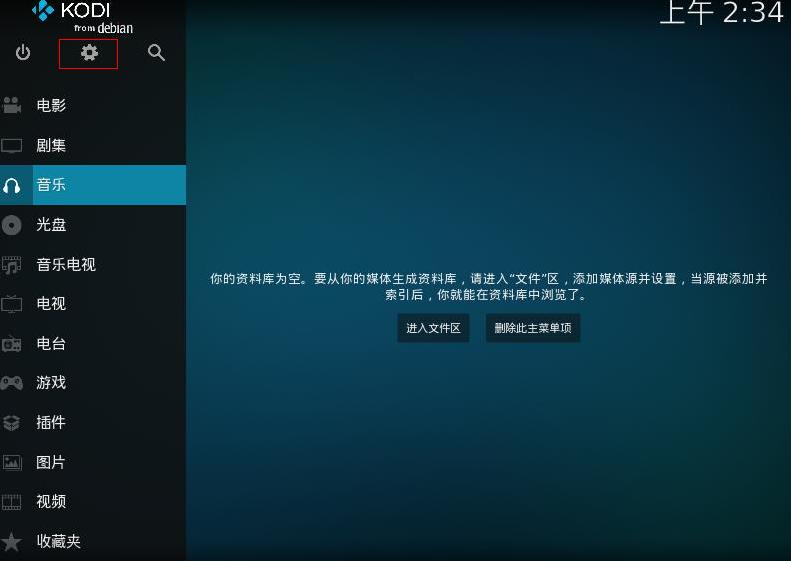 KODI
from debian
上午 2:34
电影
剧集
音乐
光盘
音乐电视
电视
电台
游戏
插件
图片
视频
收藏夹
你的资料库为空。要从你的媒体生成资料库，请进入“文件”区，添加媒体源并设置，当源被添加并
索引后，你就能在资料库中浏览了。
进入文件区
删除此主菜单项